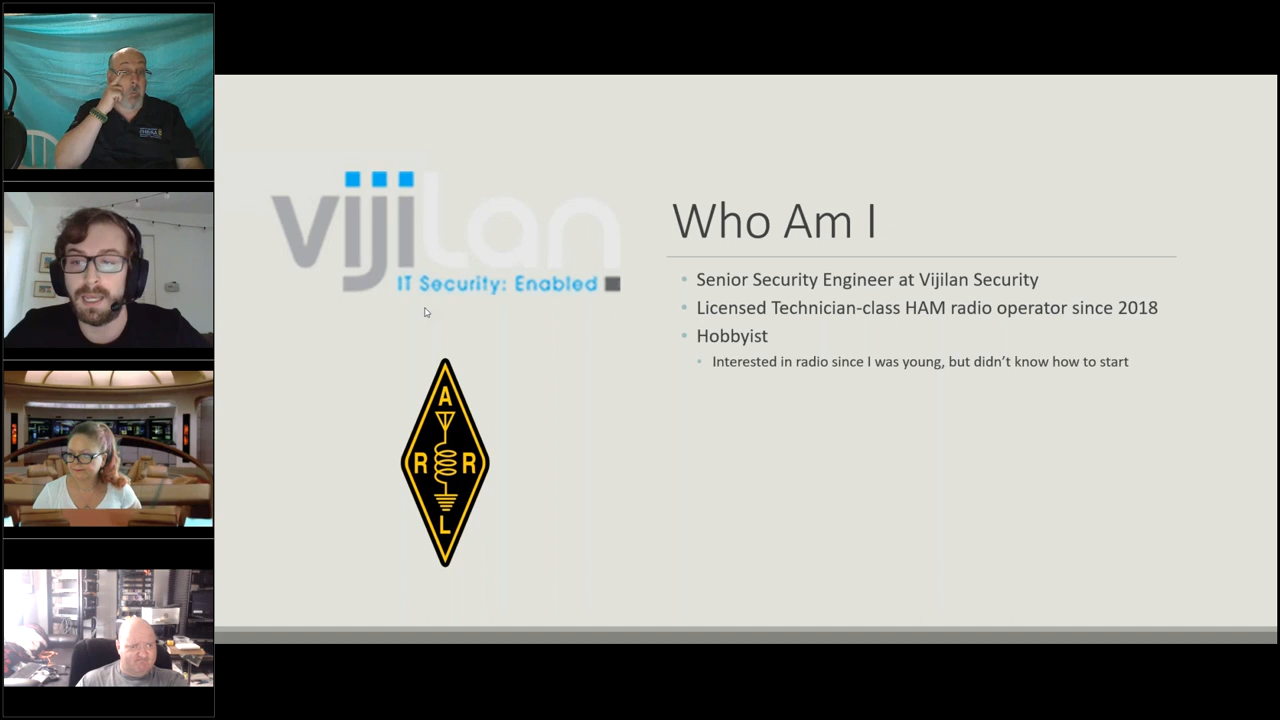 vijilan
IT Security: Enabled
Who Am I
Senior Security Engineer at Vijilan Security
Licensed Technician-class HAM radio operator since 2018
Hobbyist
Interested in radio since I was young, but didn't know how to start
A
R R
L